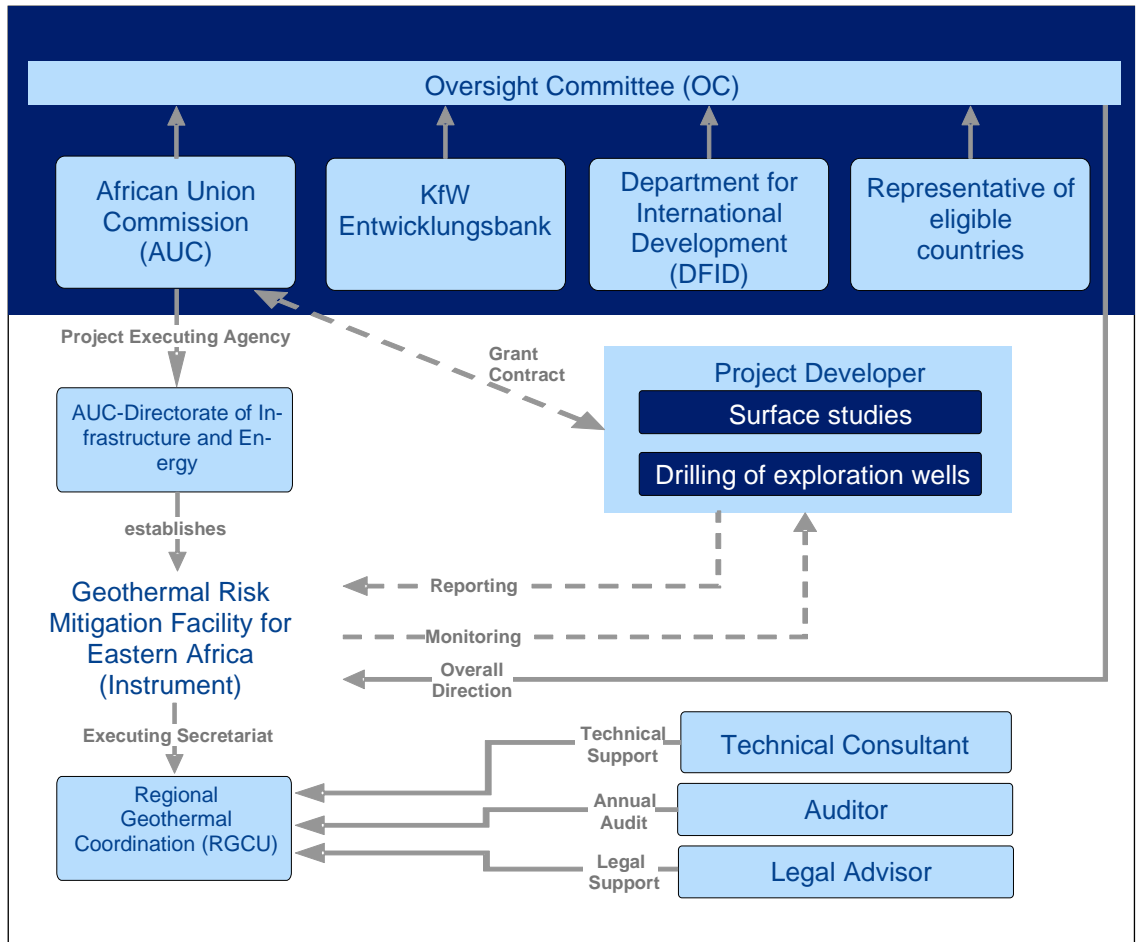 Oversight Committee (OC)
African Union
Commission
(AUC)
KfW
Entwicklungsbank
Department for
International
Development
(DFID)
Representative of
eligible
countries
Project Executing Agency
Grant
Contract
Project Developer
Surface studies
Drilling of exploration wells
AUC-Directorate of In-
frastructure and En-
ergy
establishes
Reporting
Geothermal Risk
Mitigation Facility for
Eastern Africa
(Instrument)
Monitoring
Overall
Direction
Executing Secretariat
Technical
Support
Technical Consultant
Regional
Geothermal
Coordination (RGCU)
Annual
Audit
Auditor
Legal
Support
Legal Advisor